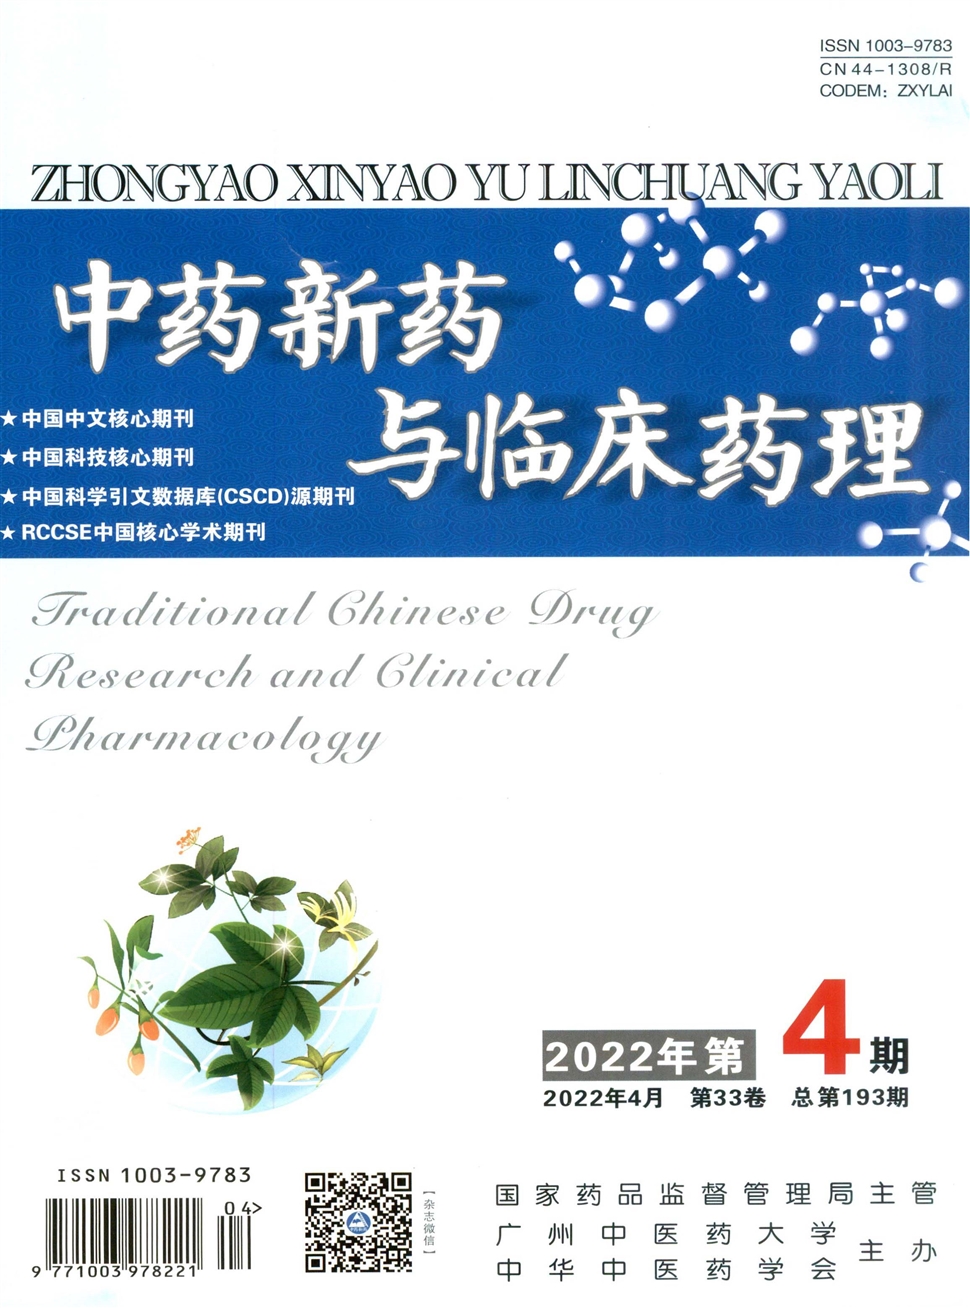 ISSN 1003-9783
CN 44-1308/R
CODEM: ZXYLAI
ZHONGYAO XINYAO YU LINCHUANG YAOLI
中药新药
与临床药理
★中国中文核心期刊
★中国科技核心期刊
★中国科学引文数据库(CSCD)源期刊
★RCCSE中国核心学术期刊
Traditional Chinese Drug
Research and Clinical
Pharmacology
2022年第4期
2022年4月 第33卷 总第193期
ISSN 1003-9783
04>
9 771003 978221
【杂志微信】
国家药品监督管理局主管
广州中医药大学
中华中医药学会
主办